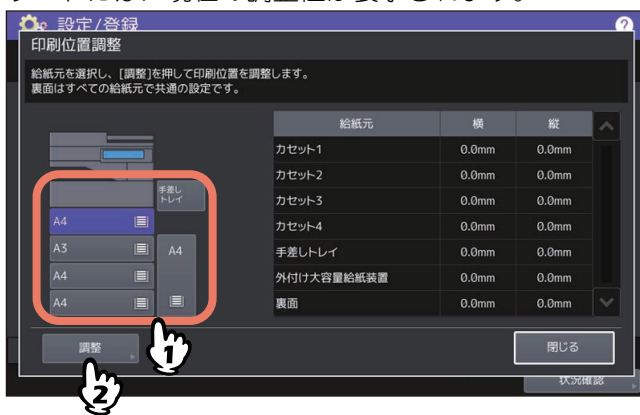 設定/登録
印刷位置調整
給紙元を選択し、[調整]を押して印刷位置を調整します。
裏面はすべての給紙元で共通の設定です。
手差し
トレイ
A4
A3
A4
A4
A4
給紙元 横 縦
カセット1 0.0mm 0.0mm
カセット2 0.0mm 0.0mm
カセット3 0.0mm 0.0mm
カセット4 0.0mm 0.0mm
手差しトレイ 0.0mm 0.0mm
外付け大容量給紙装置 0.0mm 0.0mm
裏面 0.0mm 0.0mm
1
調整
2
閉じる
状況確認